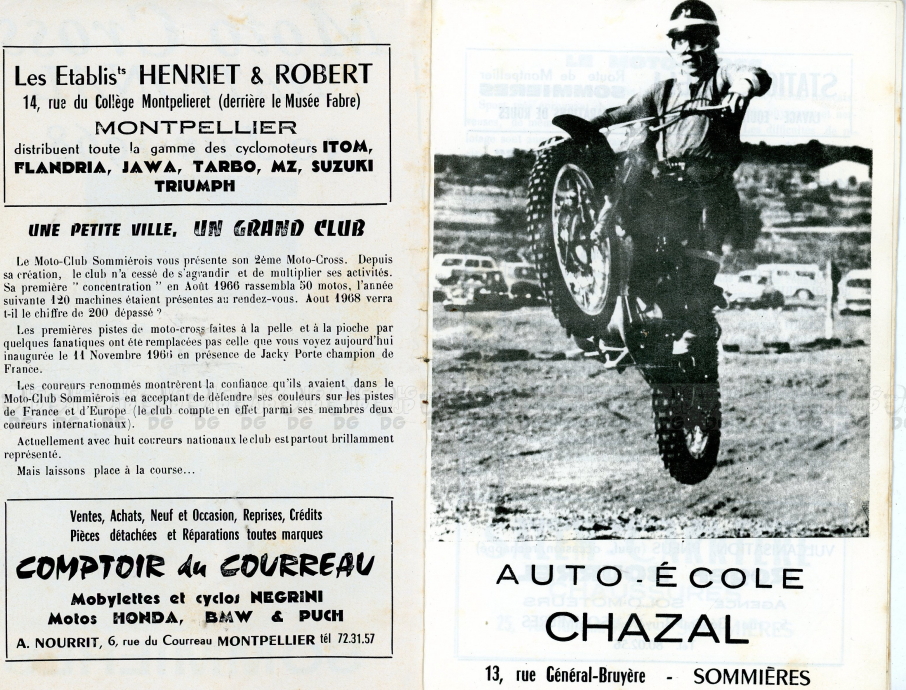 Les Etablis.ts HENRIET & ROBERT
14, rue du Collège Montpelieret (derrière le Musée Fabre)
MONTPELLIER
distribuent toute la gamme des cyclomoteurs ITOM,
FLANDRIA, JAWA, TARBO, MZ, SUZUKI
TRIUMPH
UNE PETITE VILLE, UN GRAND CLUB
Le Moto-Club Sommiérois vous présente son 2ème Moto-Cross. Depuis
sa création, le club n'a cessé de s'agrandir et de multiplier ses activités.
Sa première " concentration " en Août 1966 rassembla 50 motos, l'année
suivante 120 machines étaient présentes au rendez-vous. Aout 1968 verra
t-il le chiffre de 200 dépassé ?
Les premières pistes de moto-cross faites à la pelle et à la pioche par
quelques fanatiques ont été remplacées pas celle que vous voyez aujourd'hui
inaugurée le 11 Novembre 1966 en présence de Jacky Porte champion de
France.
Les coureurs renommés montrèrent la confiance qu'ils avaient dans le
Moto-Club Sommiérois en acceptant de défendre ses couleurs sur les pistes
de France et d'Europe (le club compte en effet parmi ses membres deux
coureurs internationaux).
Actuellement avec huit coureurs nationaux le club est partout brillamment
représenté.
Mais laissons place à la course...
Ventes, Achats, Neuf et Occasion, Reprises, Crédits
Pièces détachées et Réparations toutes marques
COMPTOIR du COURREAU
Mobylettes et cyclos NEGRINI
Motos HONDA, BMW & PUCH
A. NOURRIT, 6, rue du Courreau MONTPELLIER tél 72.31.57
AUTO-ÉCOLE
CHAZAL
13, rue Général-Bruyère - SOMMIÈRES